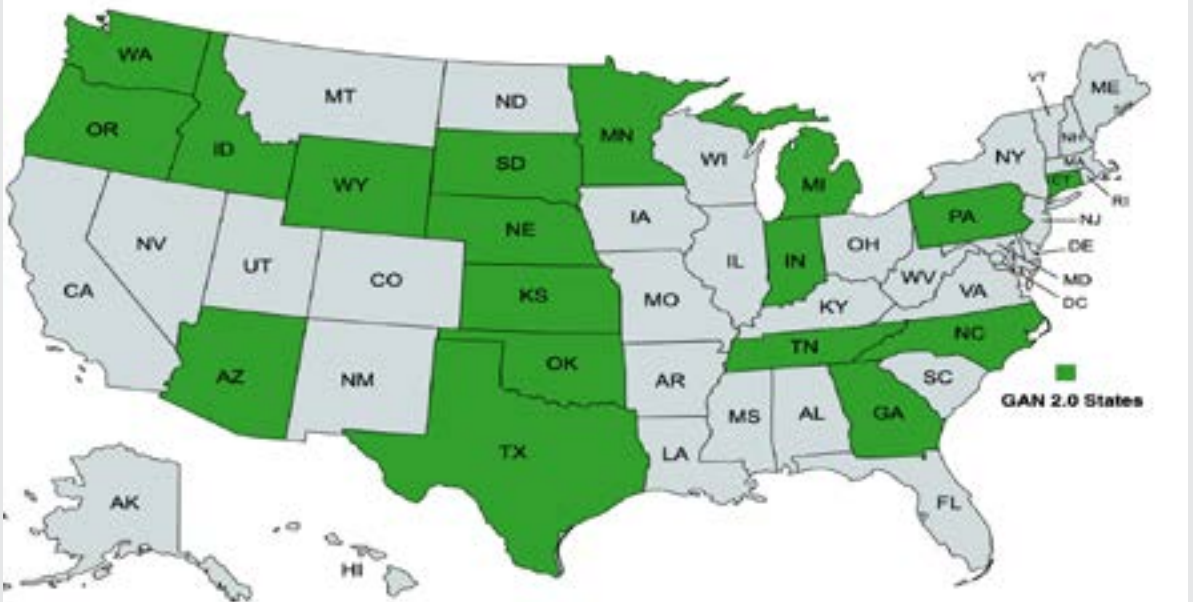 WA
MT
ND
MN
VT
ME
OR
ID
SD
WI
NH
NY
MA
WY
MI
CT
RI
IA
PA
NJ
NE
NV
UT
CO
IL
IN
OH
DE
CA
KS
MO
WV
VA
MD
DC
KY
AZ
NM
OK
AR
TN
NC
SC
GAN 2.0 States
MS
AL
GA
TX
LA
AK
FL
HI